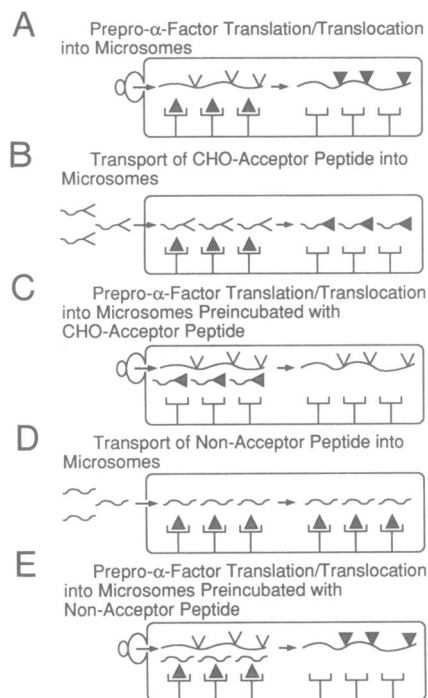 A
Prepro-α-Factor Translation/Translocation
into Microsomes
B
Transport of CHO-Acceptor Peptide into
Microsomes
C
Prepro-α-Factor Translation/Translocation
into Microsomes Preincubated with
CHO-Acceptor Peptide
D
Transport of Non-Acceptor Peptide into
Microsomes
E
Prepro-α-Factor Translation/Translocation
into Microsomes Preincubated with
Non-Acceptor Peptide